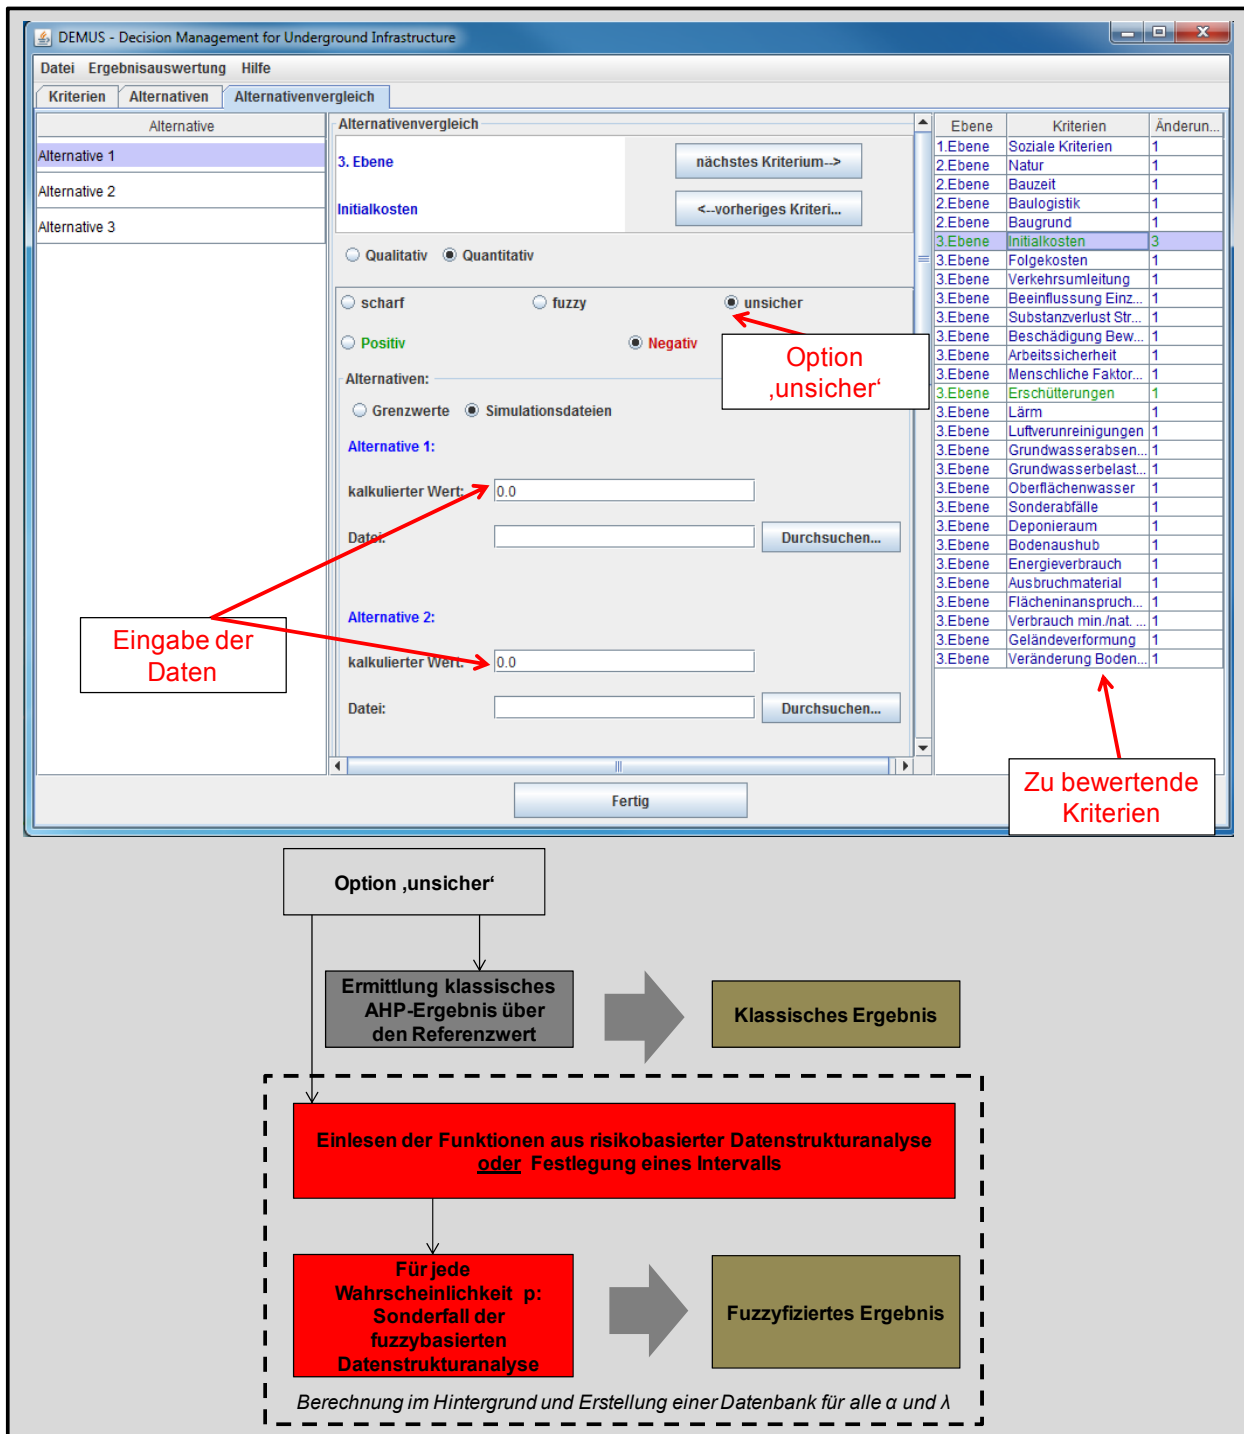 DEMUS - Decision Management for Underground Infrastructure
Datei Ergebnisauswertung Hilfe
Kriterien Alternativen Alternativenvergleich
Alternative
Alternative 1
Alternative 2
Alternative 3
Alternativenvergleich
3. Ebene
nächstes Kriterium-->
Initialkosten
<--vorheriges Kriteri...
Qualitativ Quantitativ
scharf fuzzy unsicher
Positiv Negativ
Option
‚unsicher‘
Alternativen:
Grenzwerte Simulationsdateien
Alternative 1:
kalkulierter Wert: 0.0
Datei: Durchsuchen...
Alternative 2:
kalkulierter Wert: 0.0
Datei: Durchsuchen...
Eingabe der
Daten
Ebene Kriterien Änderun...
1.Ebene Soziale Kriterien 1
2.Ebene Natur 1
2.Ebene Bauzeit 1
2.Ebene Baulogistik 1
2.Ebene Baugrund 1
3.Ebene Initialkosten 3
3.Ebene Folgekosten 1
3.Ebene Verkehrsumleitung 1
3.Ebene Beeinflussung Einz... 1
3.Ebene Substanzverlust Str... 1
3.Ebene Beschädigung Bew... 1
3.Ebene Arbeitssicherheit 1
3.Ebene Menschliche Faktor... 1
3.Ebene Erschütterungen 1
3.Ebene Lärm 1
3.Ebene Luftverunreinigungen 1
3.Ebene Grundwasserabsen... 1
3.Ebene Grundwasserbelast... 1
3.Ebene Oberflächenwasser 1
3.Ebene Sonderabfälle 1
3.Ebene Deponieraum 1
3.Ebene Bodenaushub 1
3.Ebene Energieverbrauch 1
3.Ebene Ausbruchmaterial 1
3.Ebene Flächeninanspruch... 1
3.Ebene Verbrauch min./nat. ... 1
3.Ebene Geländeverformung 1
3.Ebene Veränderung Boden... 1
Zu bewertende
Kriterien
Fertig
Option ‚unsicher‘
Ermittlung klassisches
AHP-Ergebnis über
den Referenzwert
Klassisches Ergebnis
Einlesen der Funktionen aus risikobasierter Datenstrukturanalyse
oder Festlegung eines Intervalls
Für jede
Wahrscheinlichkeit p:
Sonderfall der
fuzzybasierten
Datenstrukturanalyse
Fuzzyfiziertes Ergebnis
Berechnung im Hintergrund und Erstellung einer Datenbank für alle α und λ